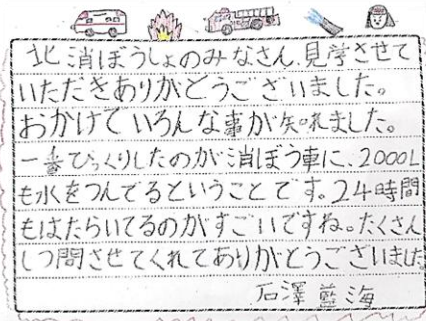 北消ぼうしょのみなさん、見学させて
いただきありがとうございました。
おかげでいろんな事が知れました。
一番びっくりしたのが消ぼう車に、2000L
も水をつんでるということです。24時間
もはたらいてるのがすごいですね。たくさん
しつ問させてくれてありがとうございました。
石澤 藍海